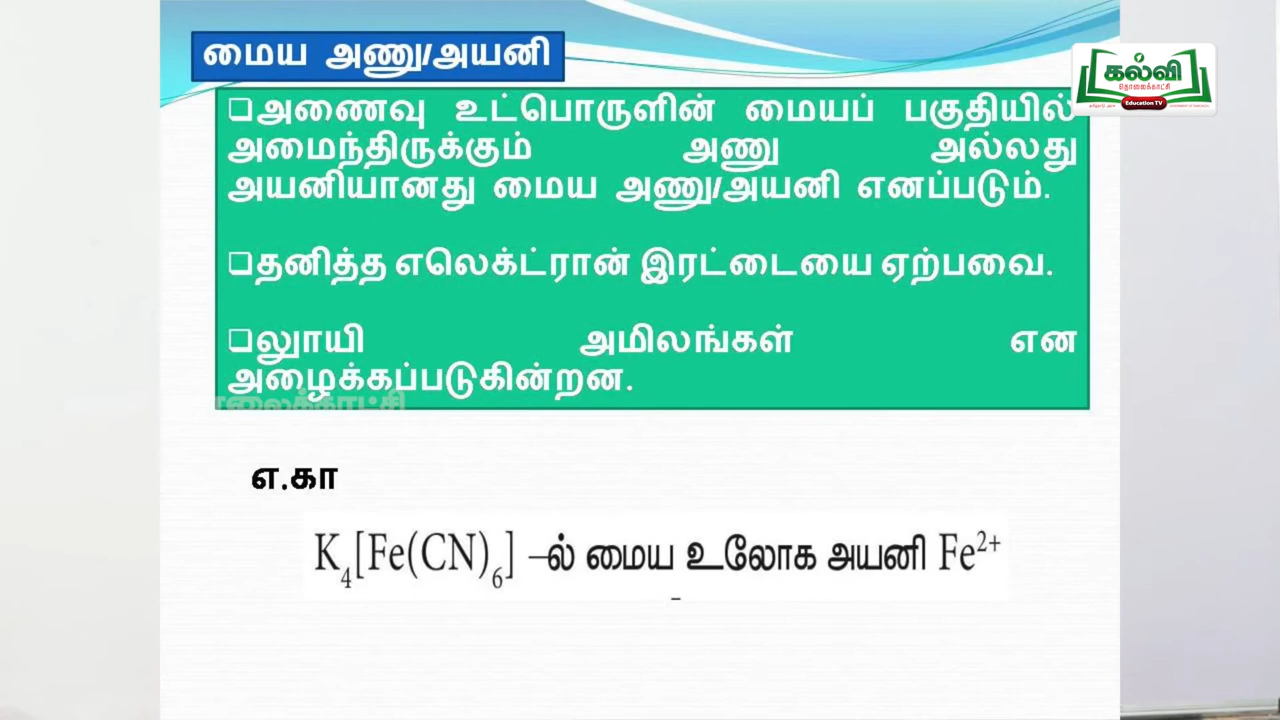 மைய அணு/அயனி
கல்வி
தொலைக்காட்சி
Education TV
❑அணைவு உட்பொருளின் மையப் பகுதியில்
அமைந்திருக்கும் அணு அல்லது
அயனியானது மைய அணு/அயனி எனப்படும்.
❑தனித்த எலெக்ட்ரான் இரட்டையை ஏற்பவை.
❑லூயி அமிலங்கள் என
அழைக்கப்படுகின்றன.
எ.கா
K₄[Fe(CN)₆] –ல் மைய உலோக அயனி Fe²⁺